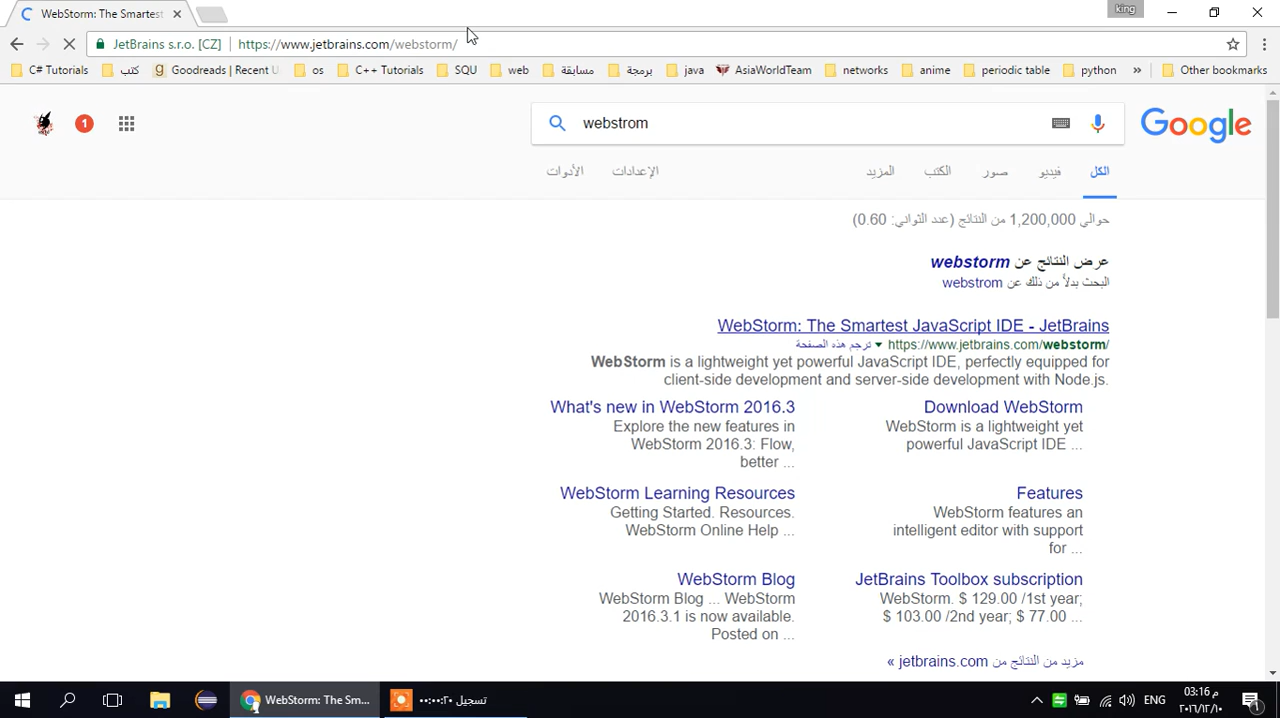 WebStorm: The Smartest
king
JetBrains s.r.o. [CZ]
https://www.jetbrains.com/webstorm/
C# Tutorials
كتب
Goodreads | Recent U
os
C++ Tutorials
SQU
web
مسابقة
برمجة
java
AsiaWorldTeam
networks
anime
periodic table
python
»
Other bookmarks
1
webstrom
Google
الكل
فيديو
صور
الكتب
المزيد
الإعدادات
الأدوات
حوالي 1,200,000 من النتائج (عدد الثواني: 0.60)
عرض النتائج عن webstorm
البحث بدلاً من ذلك عن webstrom
WebStorm: The Smartest JavaScript IDE - JetBrains
https://www.jetbrains.com/webstorm/ ▼ ترجم هذه الصفحة
WebStorm is a lightweight yet powerful JavaScript IDE, perfectly equipped for
client-side development and server-side development with Node.js.
Download WebStorm
WebStorm is a lightweight yet
powerful JavaScript IDE ...
What's new in WebStorm 2016.3
Explore the new features in
WebStorm 2016.3: Flow,
better ...
Features
WebStorm features an
intelligent editor with support
for ...
WebStorm Learning Resources
Getting Started. Resources.
WebStorm Online Help ...
JetBrains Toolbox subscription
WebStorm. $ 129.00 /1st year;
$ 103.00 /2nd year; $ 77.00 ...
WebStorm Blog
WebStorm Blog ... WebStorm
2016.3.1 is now available.
Posted on ...
مزيد من النتائج من jetbrains.com »
WebStorm: The Sm...
تسجيل ٠٠:٠٠:٢٠
ENG
م 03:16
٢٠١٦/١٢/١٠
1